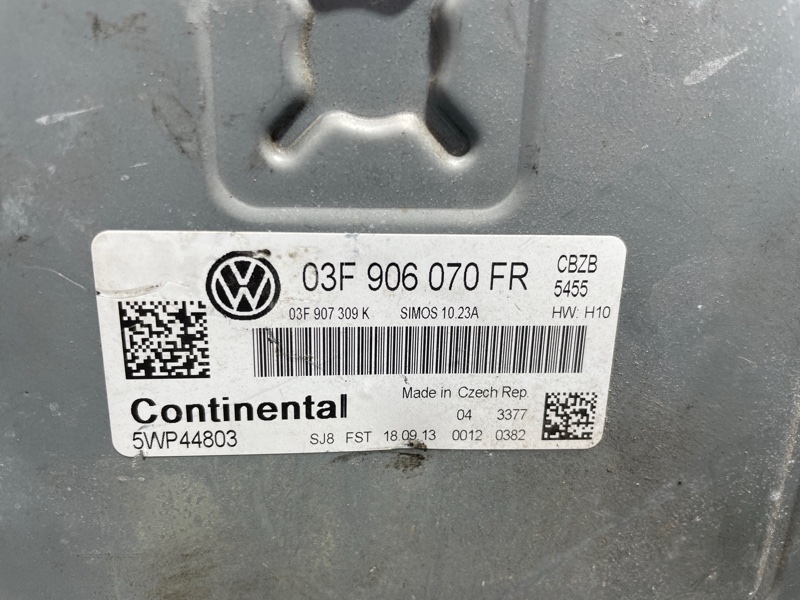 03F 906 070 FR
CBZB
5455
03F 907 309 K SIMOS 10.23A HW: H10
Continental
Made in Czech Rep.
04 3377
5WP44803
SJ8 FST 18.09.13 0012 0382